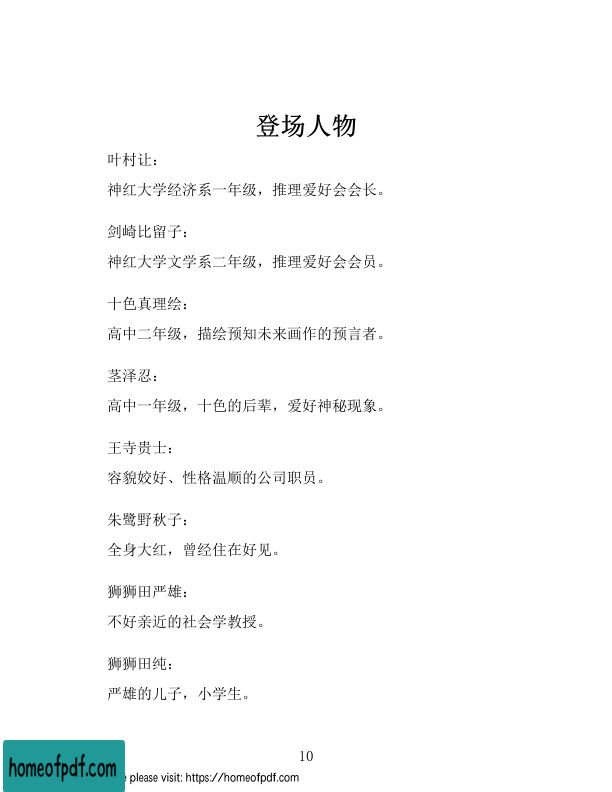 登场人物
叶村让：
神红大学经济系一年级，推理爱好会会长。
剑崎比留子：
神红大学文学系二年级，推理爱好会会员。
十色真理绘：
高中二年级，描绘预知未来画作的预言者。
茎泽忍：
高中一年级，十色的后辈，爱好神秘现象。
王寺贵士：
容貌姣好、性格温顺的公司职员。
朱鹭野秋子：
全身大红，曾经住在好见。
狮狮田严雄：
不好亲近的社会学教授。
狮狮田纯：
严雄的儿子，小学生。
10
homeofpdf.com
please visit: https://homeofpdf.com